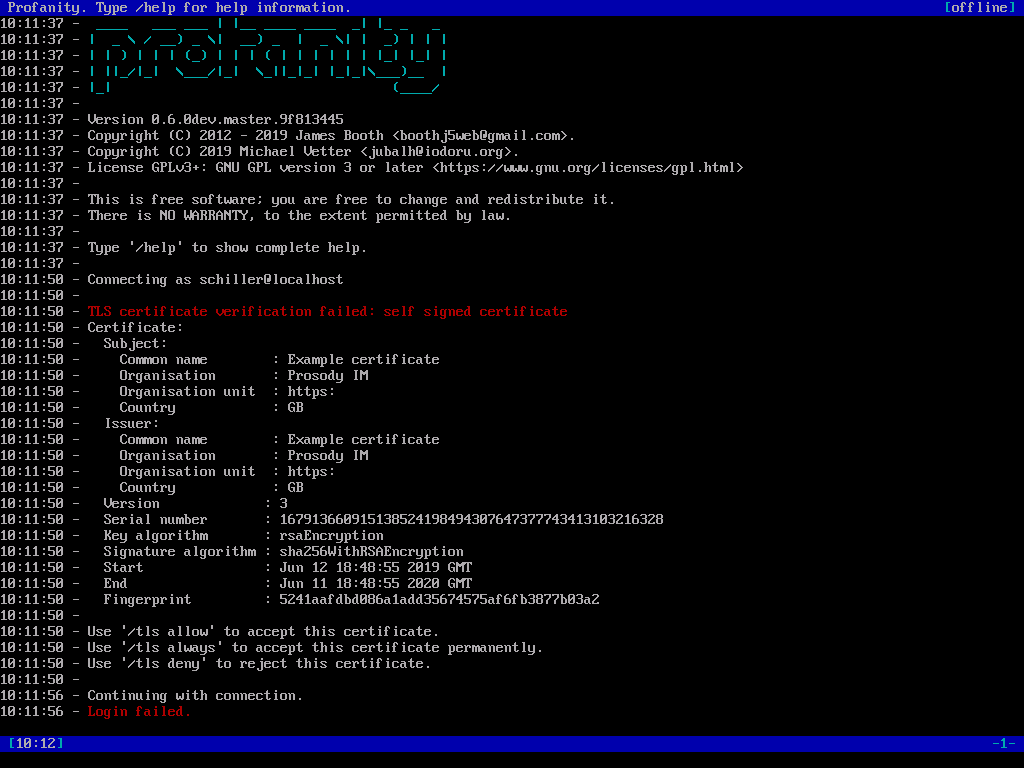 Profanity. Type /help for help information. [offline]
10:11:37 -
10:11:37 -
10:11:37 -
10:11:37 -
10:11:37 -
10:11:37 -
10:11:37 - Version 0.6.0dev.master.9f813445
10:11:37 - Copyright (C) 2012 - 2019 James Booth <boothj5web@gmail.com>.
10:11:37 - Copyright (C) 2019 Michael Vetter <jubalh@iodoru.org>.
10:11:37 - License GPLv3+: GNU GPL version 3 or later <https://www.gnu.org/licenses/gpl.html>
10:11:37 -
10:11:37 - This is free software; you are free to change and redistribute it.
10:11:37 - There is NO WARRANTY, to the extent permitted by law.
10:11:37 -
10:11:37 - Type '/help' to show complete help.
10:11:37 -
10:11:50 - Connecting as schiller@localhost
10:11:50 -
10:11:50 - TLS certificate verification failed: self signed certificate
10:11:50 - Certificate:
10:11:50 - Subject:
10:11:50 - Common name : Example certificate
10:11:50 - Organisation : Prosody IM
10:11:50 - Organisation unit : https:
10:11:50 - Country : GB
10:11:50 - Issuer:
10:11:50 - Common name : Example certificate
10:11:50 - Organisation : Prosody IM
10:11:50 - Organisation unit : https:
10:11:50 - Country : GB
10:11:50 - Version : 3
10:11:50 - Serial number : 167913660915138524198494307647377743413103216328
10:11:50 - Key algorithm : rsaEncryption
10:11:50 - Signature algorithm : sha256WithRSAEncryption
10:11:50 - Start : Jun 12 18:48:55 2019 GMT
10:11:50 - End : Jun 11 18:48:55 2020 GMT
10:11:50 - Fingerprint : 5241aafdbd086a1add35674575af6fb3877b03a2
10:11:50 -
10:11:50 - Use '/tls allow' to accept this certificate.
10:11:50 - Use '/tls always' to accept this certificate permanently.
10:11:50 - Use '/tls deny' to reject this certificate.
10:11:50 -
10:11:56 - Continuing with connection.
10:11:56 - Login failed.
[10:12] -1-